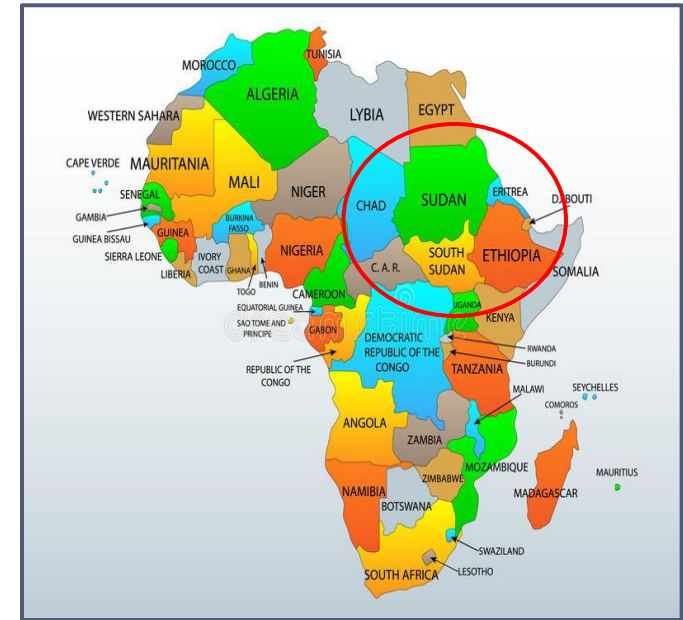 TUNISIA
MOROCCO
ALGERIA
LYBIA
EGYPT
WESTERN SAHARA
CAPE VERDE
MAURITANIA
MALI
NIGER
CHAD
SUDAN
ERITREA
DJIBOUTI
SENEGAL
GAMBIA
GUINEA BISSAU
GUINEA
BURKINA
FASSO
SIERRA LEONE
LIBERIA
IVORY
COAST
GHANA
TOGO
BENIN
NIGERIA
C. A. R.
SOUTH
SUDAN
ETHIOPIA
SOMALIA
CAMEROON
EQUATORIAL GUINEA
SAO TOME AND
PRINCIPE
GABON
REPUBLIC OF THE
CONGO
DEMOCRATIC
REPUBLIC OF THE
CONGO
UGANDA
KENYA
RWANDA
BURUNDI
TANZANIA
MALAWI
SEYCHELLES
COMOROS
ANGOLA
ZAMBIA
MOZAMBIQUE
ZIMBABWE
MADAGASCAR
MAURITIUS
NAMIBIA
BOTSWANA
SWAZILAND
LESOTHO
SOUTH AFRICA